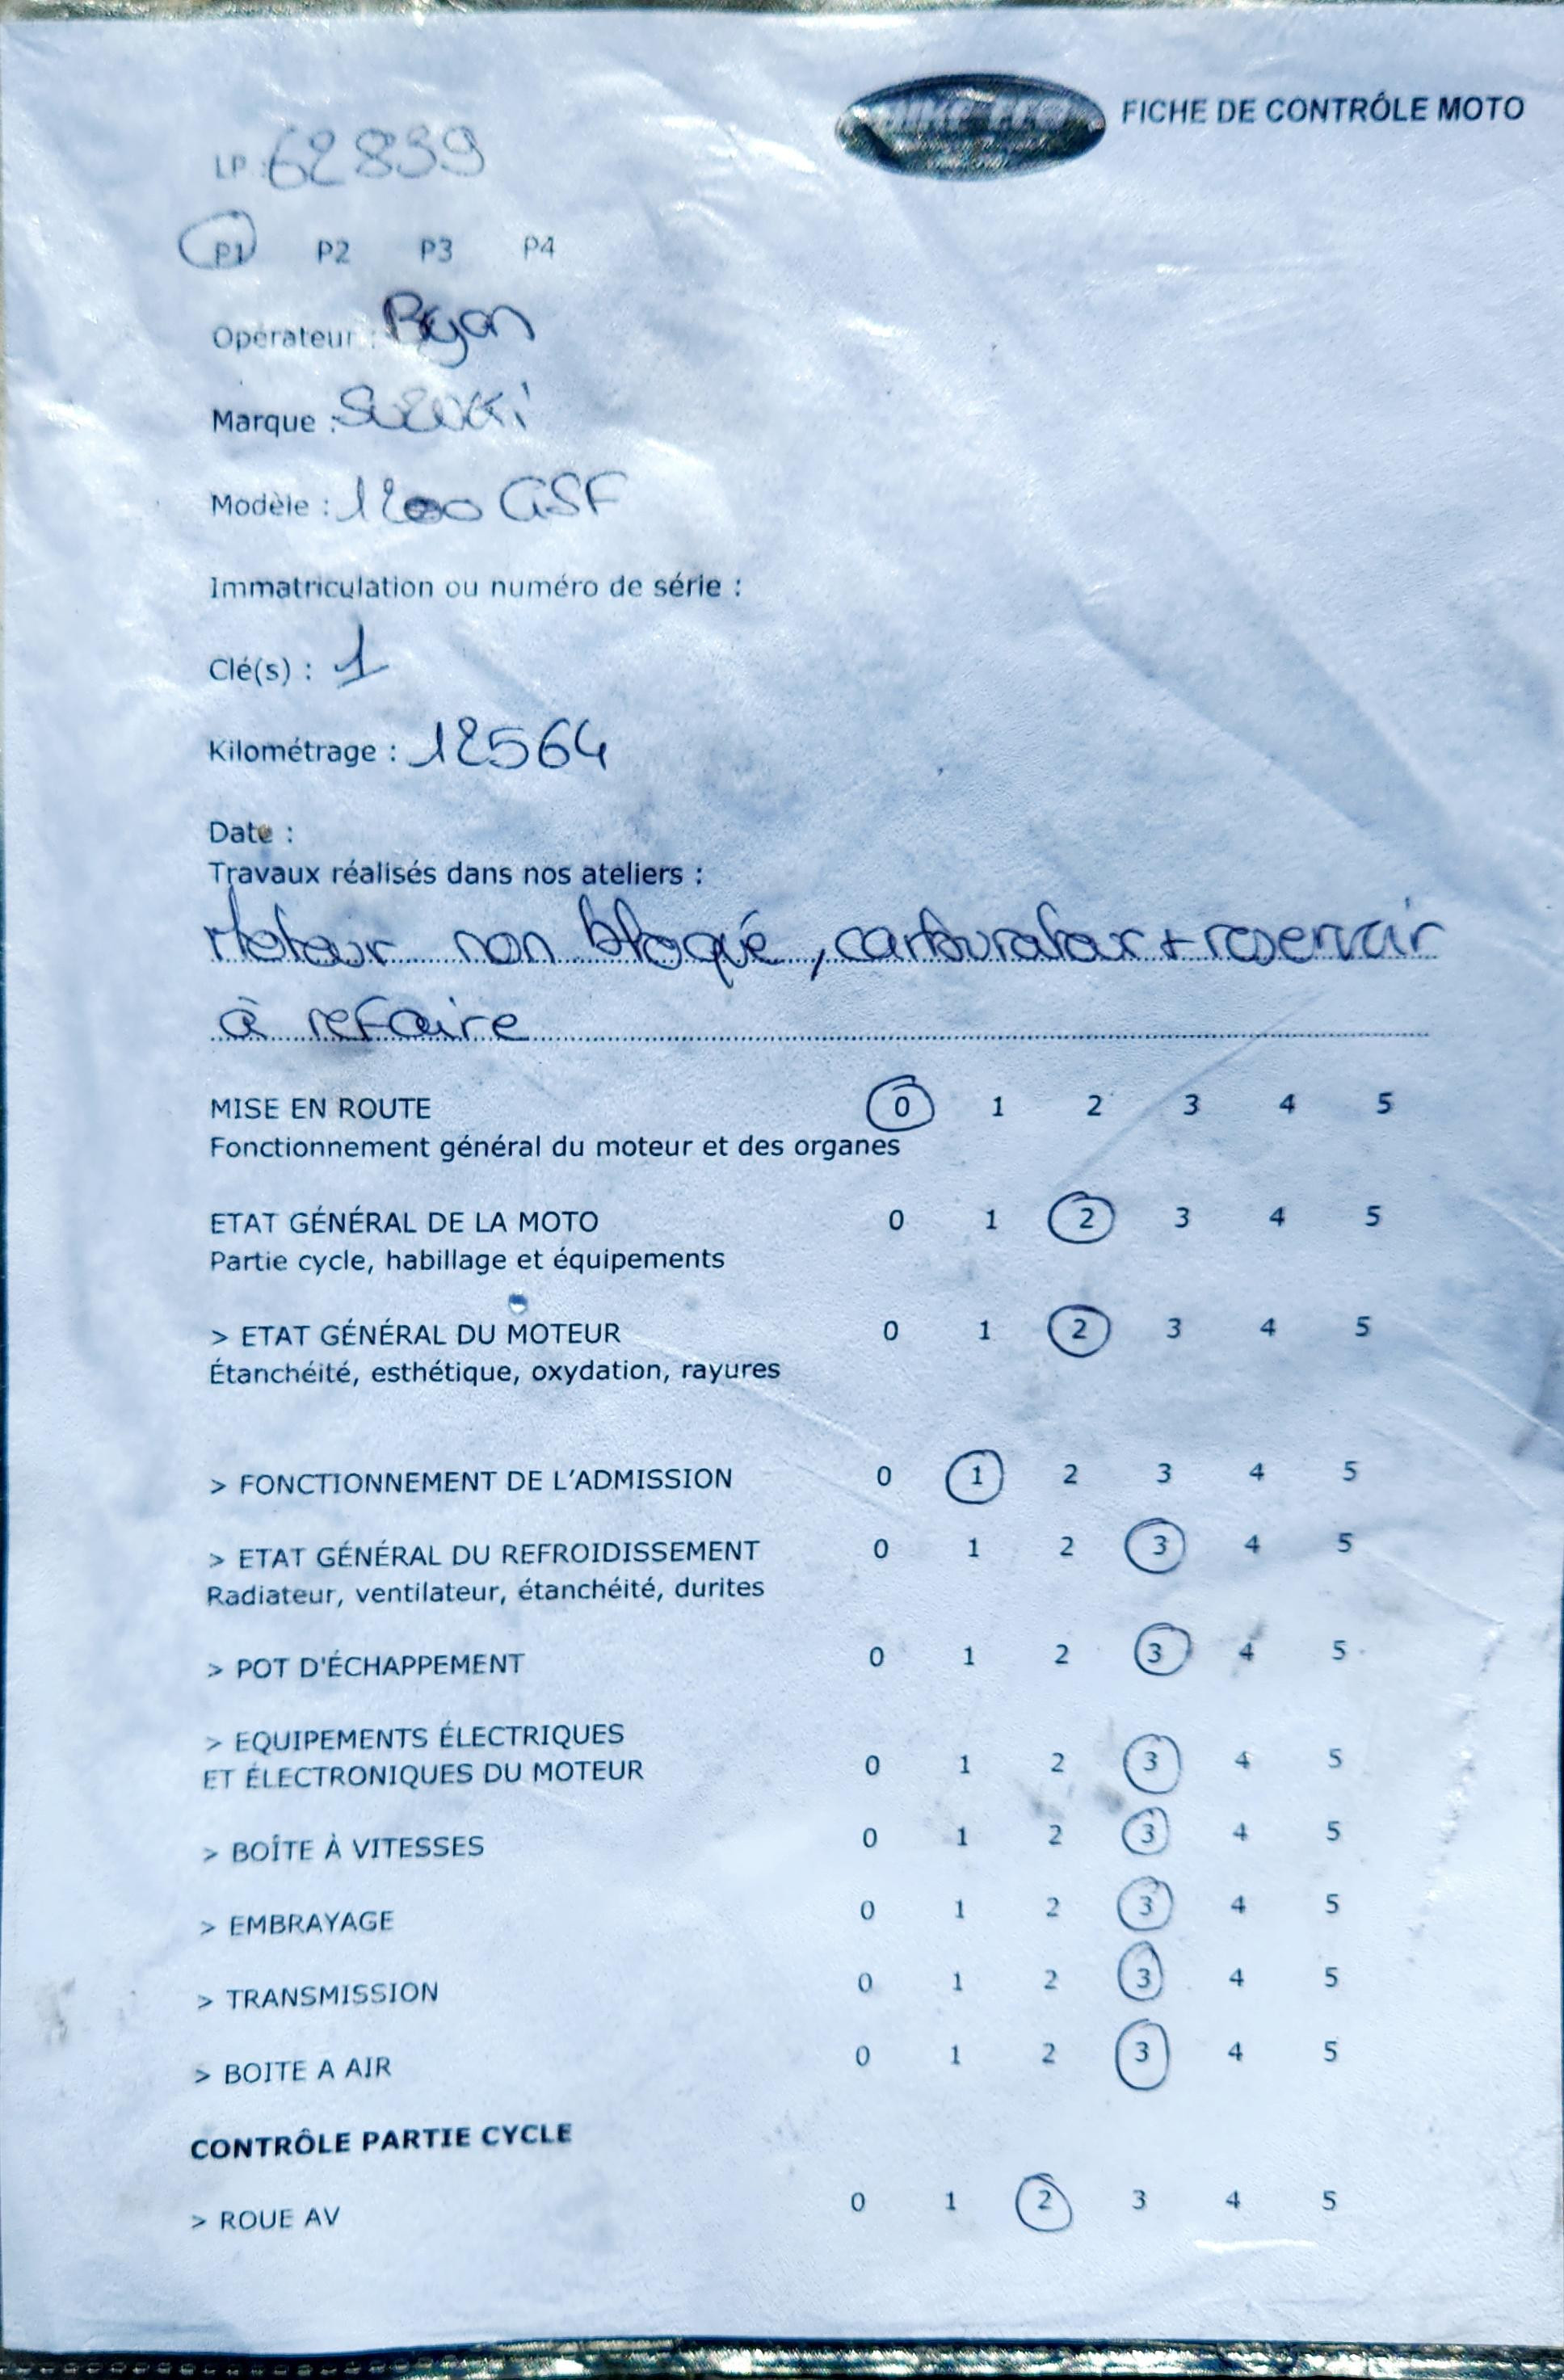 FICHE DE CONTRÔLE MOTO
LP : 62839
P1 P2 P3 P4
Opérateur : Ryan
Marque : Suzuki
Modèle : 1200 GSF
Immatriculation ou numéro de série :
Clé(s) : 1
Kilométrage : 12564
Date :
Travaux réalisés dans nos ateliers :
Moteur non bloqué, carburateur + reservoir
à refaire
MISE EN ROUTE 0 1 2 3 4 5
Fonctionnement général du moteur et des organes
ETAT GÉNÉRAL DE LA MOTO 0 1 2 3 4 5
Partie cycle, habillage et équipements
> ETAT GÉNÉRAL DU MOTEUR 0 1 2 3 4 5
Étanchéité, esthétique, oxydation, rayures
> FONCTIONNEMENT DE L'ADMISSION 0 1 2 3 4 5
> ETAT GÉNÉRAL DU REFROIDISSEMENT 0 1 2 3 4 5
Radiateur, ventilateur, étanchéité, durites
> POT D'ÉCHAPPEMENT 0 1 2 3 4 5
> EQUIPEMENTS ÉLECTRIQUES
ET ÉLECTRONIQUES DU MOTEUR 0 1 2 3 4 5
> BOÎTE À VITESSES 0 1 2 3 4 5
> EMBRAYAGE 0 1 2 3 4 5
> TRANSMISSION 0 1 2 3 4 5
> BOITE A AIR 0 1 2 3 4 5
CONTRÔLE PARTIE CYCLE
> ROUE AV 0 1 2 3 4 5